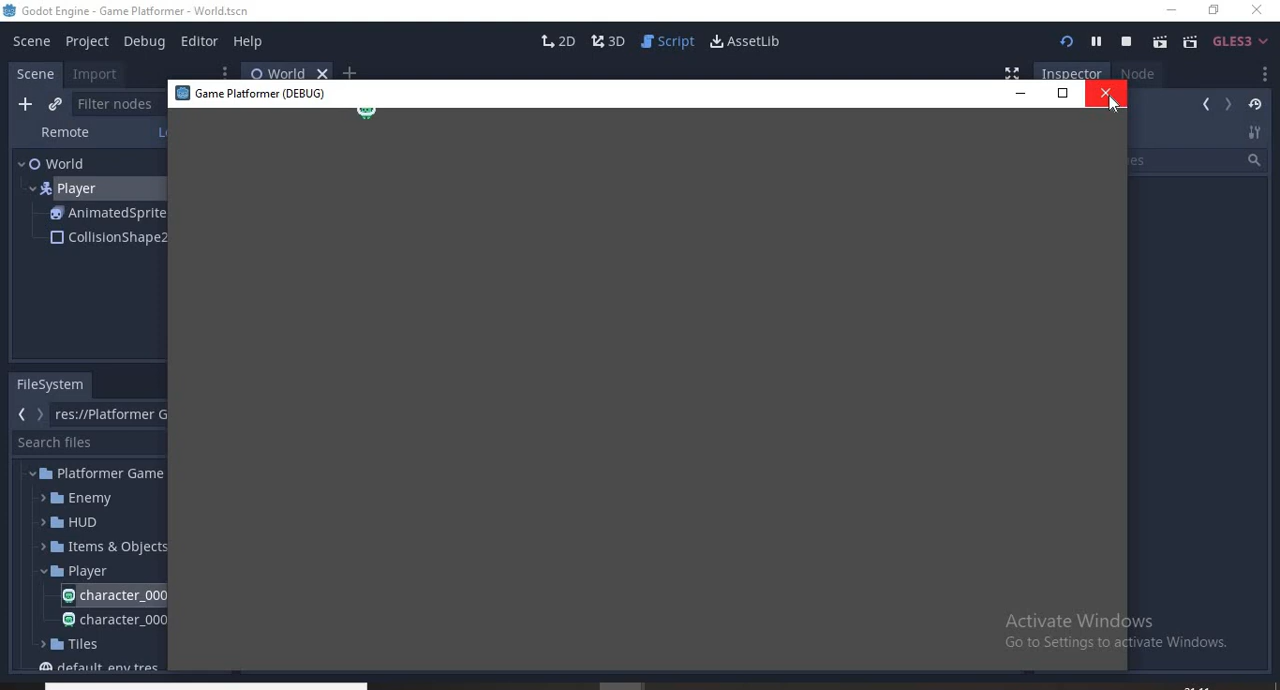 Godot Engine - Game Platformer - World.tscn
Scene Project Debug Editor Help 2D 3D Script AssetLib GLES3
Scene Import World Inspector Node
Game Platformer (DEBUG)
Filter nodes
Remote
World
Player
AnimatedSprite
CollisionShape2
FileSystem
res://Platformer G
Search files
Platformer Game
Enemy
HUD
Items & Objects
Player
character_000
character_000
Tiles
default_env.tres
Activate Windows
Go to Settings to activate Windows.